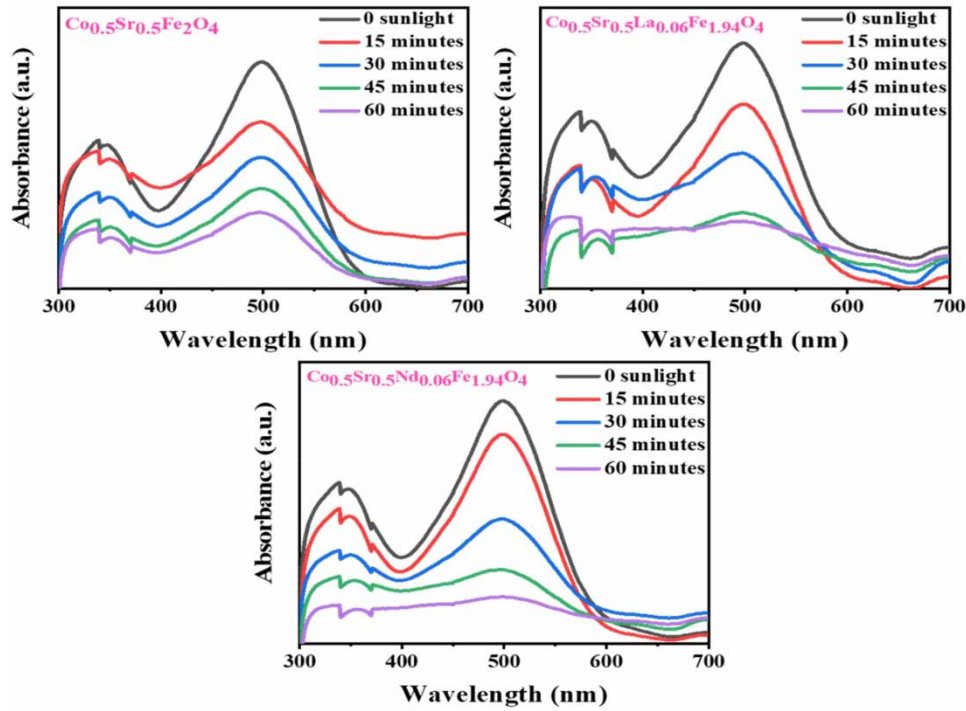 Co0.5Sr0.5Fe2O4
0 sunlight
15 minutes
30 minutes
45 minutes
60 minutes
Absorbance (a.u.)
300 400 500 600 700
Wavelength (nm)
Co0.5Sr0.5La0.06Fe1.94O4
0 sunlight
15 minutes
30 minutes
45 minutes
60 minutes
Absorbance (a.u.)
300 400 500 600 700
Wavelength (nm)
Co0.5Sr0.5Nd0.06Fe1.94O4
0 sunlight
15 minutes
30 minutes
45 minutes
60 minutes
Absorbance (a.u.)
300 400 500 600 700
Wavelength (nm)